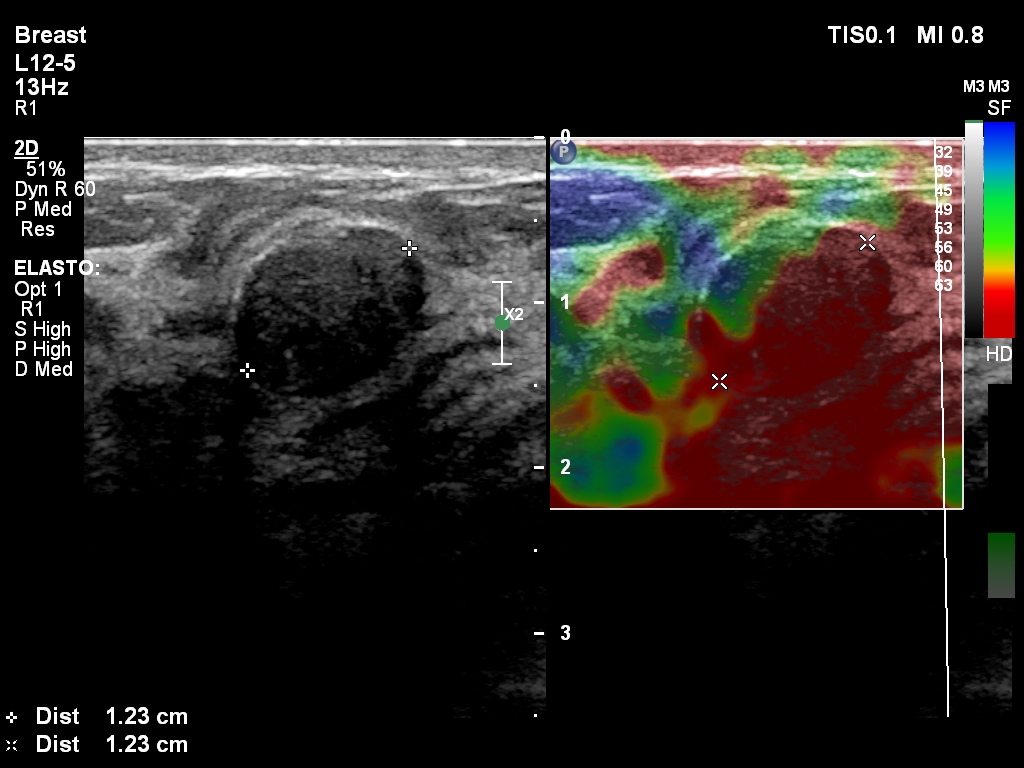 Breast
TIS0.1 MI 0.8
L12-5
13Hz
R1
M3 M3
SF
2D
51%
Dyn R 60
P Med
Res
ELASTO:
Opt 1
R1
S High
P High
D Med
P
X2
0
1
2
3
32
39
45
49
53
56
60
63
HD
Dist 1.23 cm
Dist 1.23 cm